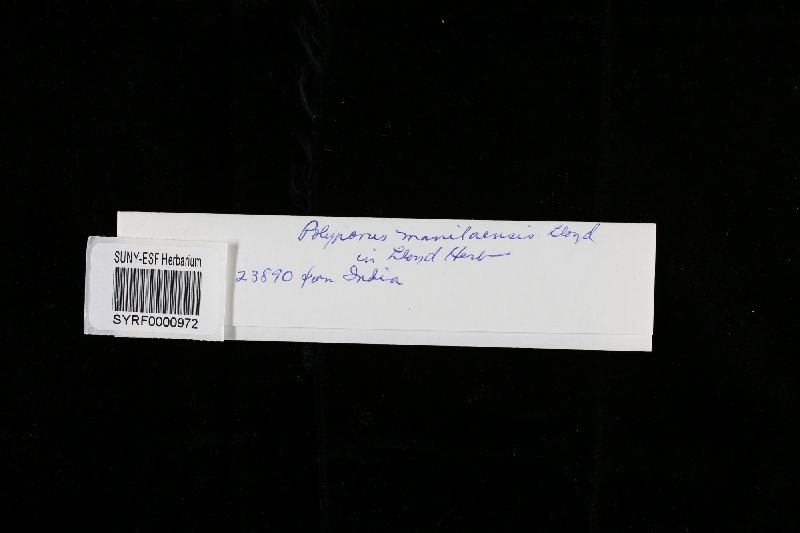 Polyporus manilaensis Lloyd
in Lloyd Herb
23890 from India
SUNY-ESF Herbarium
SYRF0000972